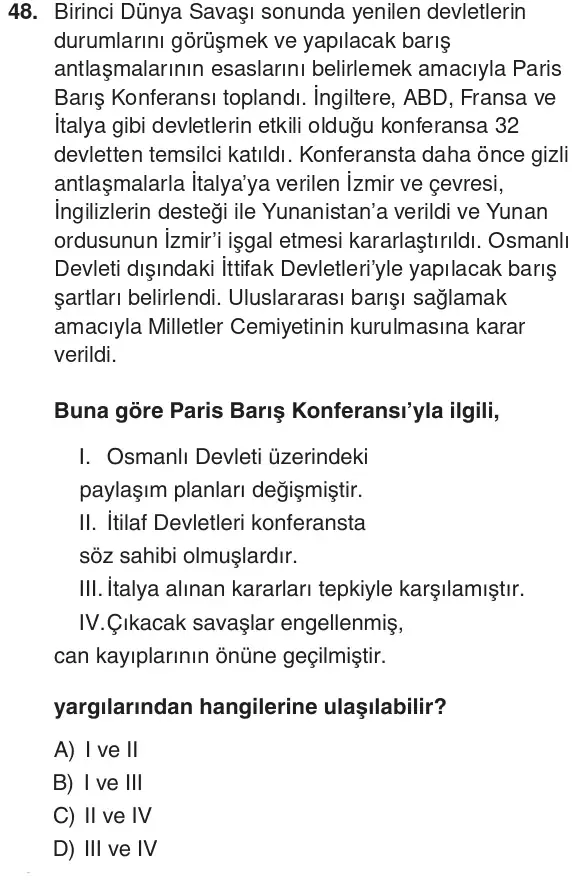 48. Birinci Dünya Savaşı sonunda yenilen devletlerin
durumlarını görüşmek ve yapılacak barış
antlaşmalarının esaslarını belirlemek amacıyla Paris
Barış Konferansı toplandı. İngiltere, ABD, Fransa ve
İtalya gibi devletlerin etkili olduğu konferansa 32
devletten temsilci katıldı. Konferansta daha önce gizli
antlaşmalarla İtalya’ya verilen İzmir ve çevresi,
İngilizlerin desteği ile Yunanistan’a verildi ve Yunan
ordusunun İzmir’i işgal etmesi kararlaştırıldı. Osmanlı
Devleti dışındaki İttifak Devletleri’yle yapılacak barış
şartları belirlendi. Uluslararası barışı sağlamak
amacıyla Milletler Cemiyetinin kurulmasına karar
verildi.
Buna göre Paris Barış Konferansı’yla ilgili,
I. Osmanlı Devleti üzerindeki
paylaşım planları değişmiştir.
II. İtilaf Devletleri konferansta
söz sahibi olmuşlardır.
III. İtalya alınan kararları tepkiyle karşılamıştır.
IV.Çıkacak savaşlar engellenmiş,
can kayıplarının önüne geçilmiştir.
yargılarından hangilerine ulaşılabilir?
A) I ve II
B) I ve III
C) II ve IV
D) III ve IV